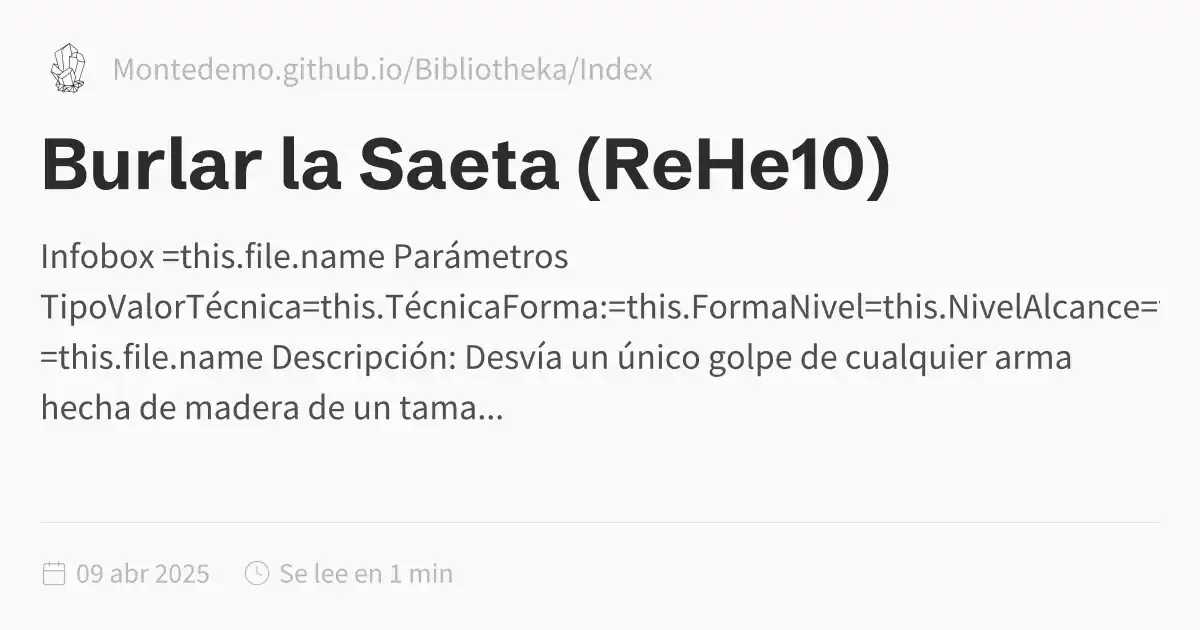 Montedemo.github.io/Bibliotheka/Index
Burlar la Saeta (ReHe10)
Infobox =this.file.name Parámetros
TipoValorTécnica=this.TécnicaForma:=this.FormaNivel=this.NivelAlcance=
=this.file.name Descripción: Desvía un único golpe de cualquier arma
hecha de madera de un tama...
09 abr 2025
Se lee en 1 min